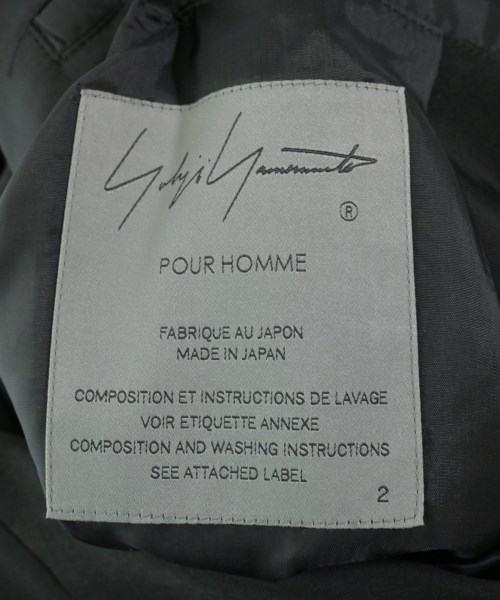 Yohji Yamamoto
®
POUR HOMME
FABRIQUE AU JAPON
MADE IN JAPAN
COMPOSITION ET INSTRUCTIONS DE LAVAGE
VOIR ETIQUETTE ANNEXE
COMPOSITION AND WASHING INSTRUCTIONS
SEE ATTACHED LABEL
2